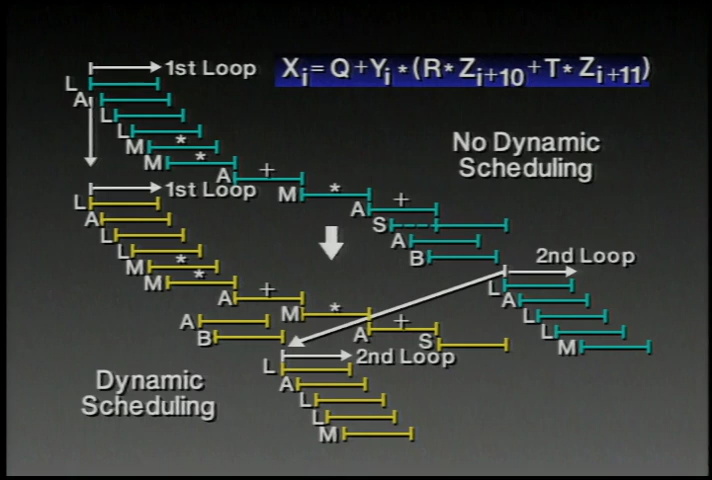 1st Loop
Xi = Q + Yi * (R * Zi+10 + T * Zi+11)
L
A
L
L
M *
M *
A +
M *
A +
S
A
B
No Dynamic
Scheduling
2nd Loop
L
A
L
L
M
1st Loop
L
A
L
L
M *
M *
A +
M *
A
B
A +
S
2nd Loop
L
A
L
L
M
Dynamic
Scheduling